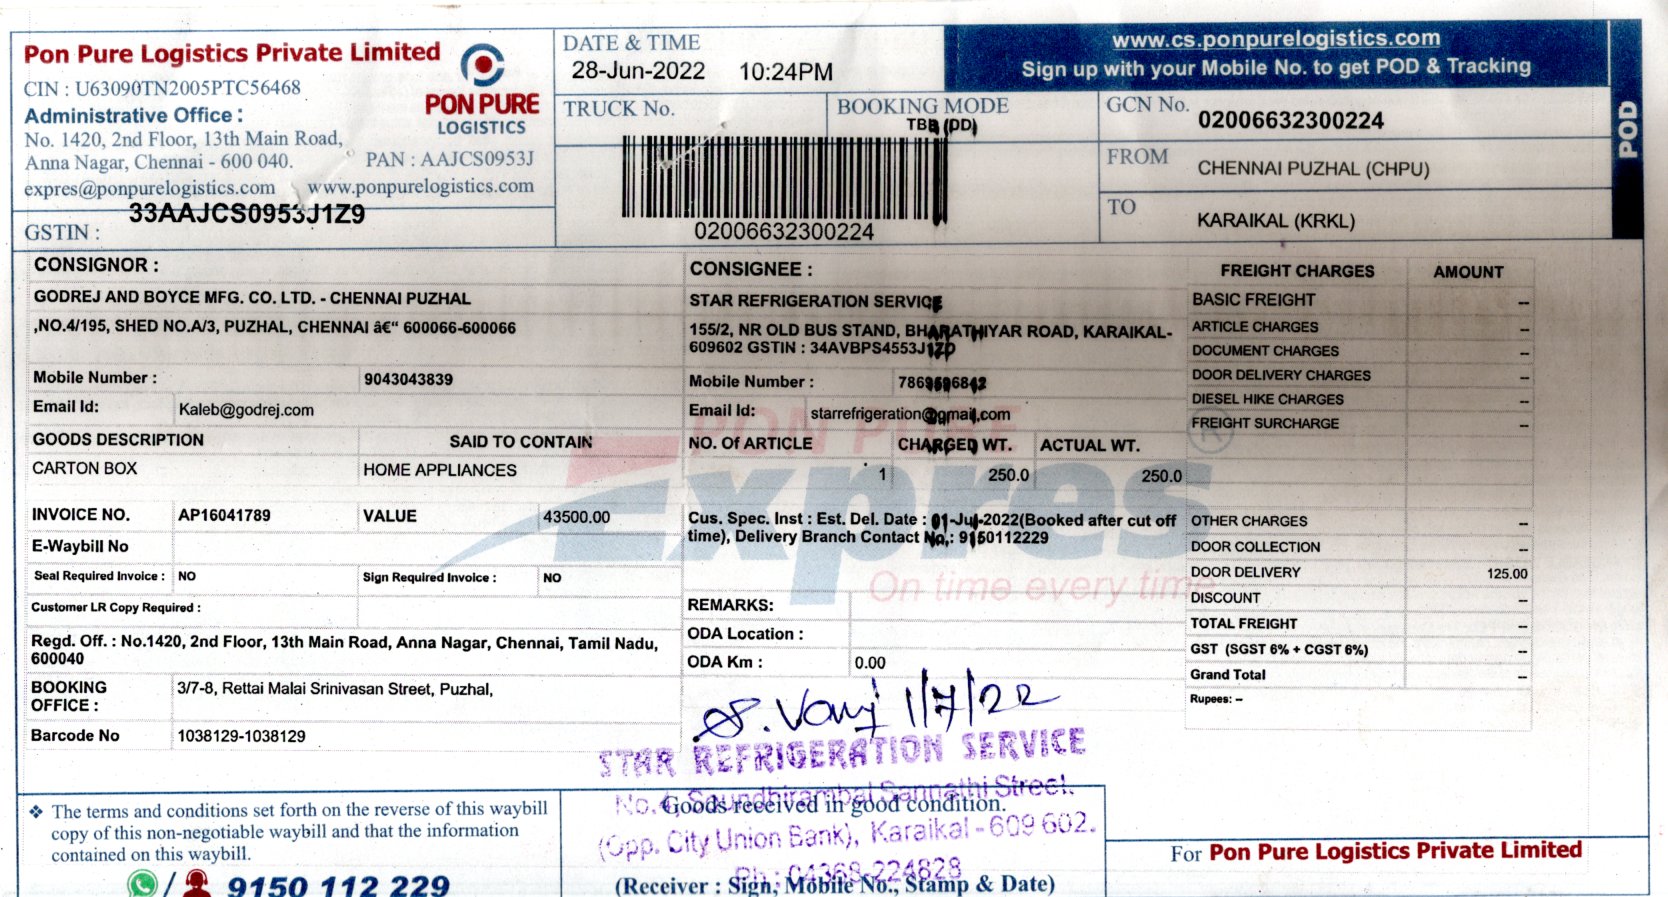 Pon Pure Logistics Private Limited
CIN : U63090TN2005PTC56468
Administrative Office :
No. 1420, 2nd Floor, 13th Main Road,
Anna Nagar, Chennai - 600 040.
PAN : AAJCS0953J
expres@ponpurelogistics.com www.ponpurelogistics.com
33AAJCS0953J1Z9
GSTIN :
PON PURE
LOGISTICS
DATE & TIME
28-Jun-2022 10:24PM
TRUCK No.
BOOKING MODE
TBB (DD)
02006632300224
www.cs.ponpurelogistics.com
Sign up with your Mobile No. to get POD & Tracking
POD
GCN No. 02006632300224
FROM CHENNAI PUZHAL (CHPU)
TO KARAIKAL (KRKL)
CONSIGNOR :
GODREJ AND BOYCE MFG. CO. LTD. - CHENNAI PUZHAL
,NO.4/195, SHED NO.A/3, PUZHAL, CHENNAI â€“ 600066-600066
Mobile Number : 9043043839
Email Id: Kaleb@godrej.com
GOODS DESCRIPTION SAID TO CONTAIN
CARTON BOX HOME APPLIANCES
INVOICE NO. AP16041789 VALUE 43500.00
E-Waybill No
Seal Required Invoice : NO Sign Required Invoice : NO
Customer LR Copy Required :
Regd. Off. : No.1420, 2nd Floor, 13th Main Road, Anna Nagar, Chennai, Tamil Nadu,
600040
BOOKING
OFFICE :
3/7-8, Rettai Malai Srinivasan Street, Puzhal,
Barcode No 1038129-1038129
CONSIGNEE :
STAR REFRIGERATION SERVICE
155/2, NR OLD BUS STAND, BHARATHIYAR ROAD, KARAIKAL-
609602 GSTIN : 34AVBPS4553J1ZD
Mobile Number :
Email Id: starrefrigeration@gmail.com
NO. Of ARTICLE CHARGED WT. ACTUAL WT.
1 250.0 250.0
Cus. Spec. Inst : Est. Del. Date : 01-Jul-2022(Booked after cut off
time), Delivery Branch Contact No.: 9150112229
REMARKS:
ODA Location :
ODA Km : 0.00
PON PURE
Expres
On time every time
®
FREIGHT CHARGES AMOUNT
BASIC FREIGHT --
ARTICLE CHARGES --
DOCUMENT CHARGES --
DOOR DELIVERY CHARGES --
DIESEL HIKE CHARGES --
FREIGHT SURCHARGE --
OTHER CHARGES --
DOOR COLLECTION --
DOOR DELIVERY 125.00
DISCOUNT --
TOTAL FREIGHT --
GST (SGST 6% + CGST 6%) --
Grand Total --
Rupees: --
1/7/22
STAR REFRIGERATION SERVICE
No. 4, Soundhirambal Sannathi Street.
(Opp. City Union Bank), Karaikal - 609 602.
Ph : 04368-224828
❖ The terms and conditions set forth on the reverse of this waybill
copy of this non-negotiable waybill and that the information
contained on this waybill.
/ 9150 112 229
Goods received in good condition.
(Receiver : Sign, Mobile No., Stamp & Date)
For Pon Pure Logistics Private Limited